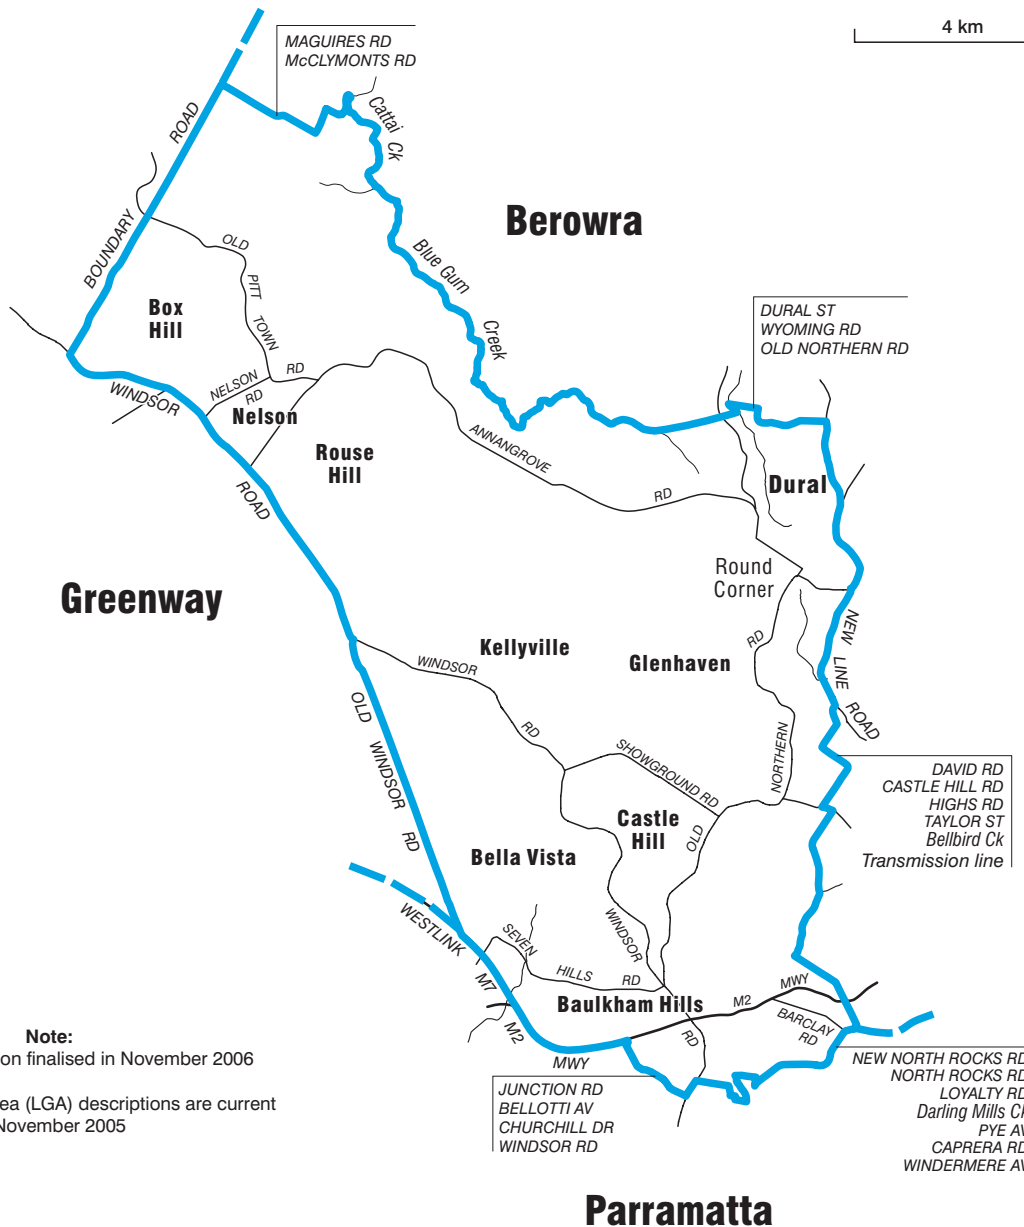 4 km
MAGUIRES RD
McCLYMONTS RD
Cattai Ck
BOUNDARY ROAD
Berowra
OLD PITT TOWN RD
Blue Gum Creek
Box
Hill
DURAL ST
WYOMING RD
OLD NORTHERN RD
WINDSOR ROAD
NELSON RD
Nelson
Rouse
Hill
ANNANGROVE RD
Dural
Round
Corner
Greenway
NEW LINE ROAD
Kellyville
Glenhaven
WINDSOR RD
OLD WINDSOR RD
SHOWGROUND RD
OLD NORTHERN RD
DAVID RD
CASTLE HILL RD
HIGHS RD
TAYLOR ST
Bellbird Ck
Transmission line
Castle
Hill
Bella Vista
WESTLINK M7
SEVEN HILLS RD
WINDSOR RD
Baulkham Hills
M2 MWY
M2 MWY
BARCLAY
RD
Note:
on finalised in November 2006
ea (LGA) descriptions are current
November 2005
JUNCTION RD
BELLOTTI AV
CHURCHILL DR
WINDSOR RD
NEW NORTH ROCKS RD
NORTH ROCKS RD
LOYALTY RD
Darling Mills Ck
PYE AV
CAPRERA RD
WINDERMERE AV
Parramatta